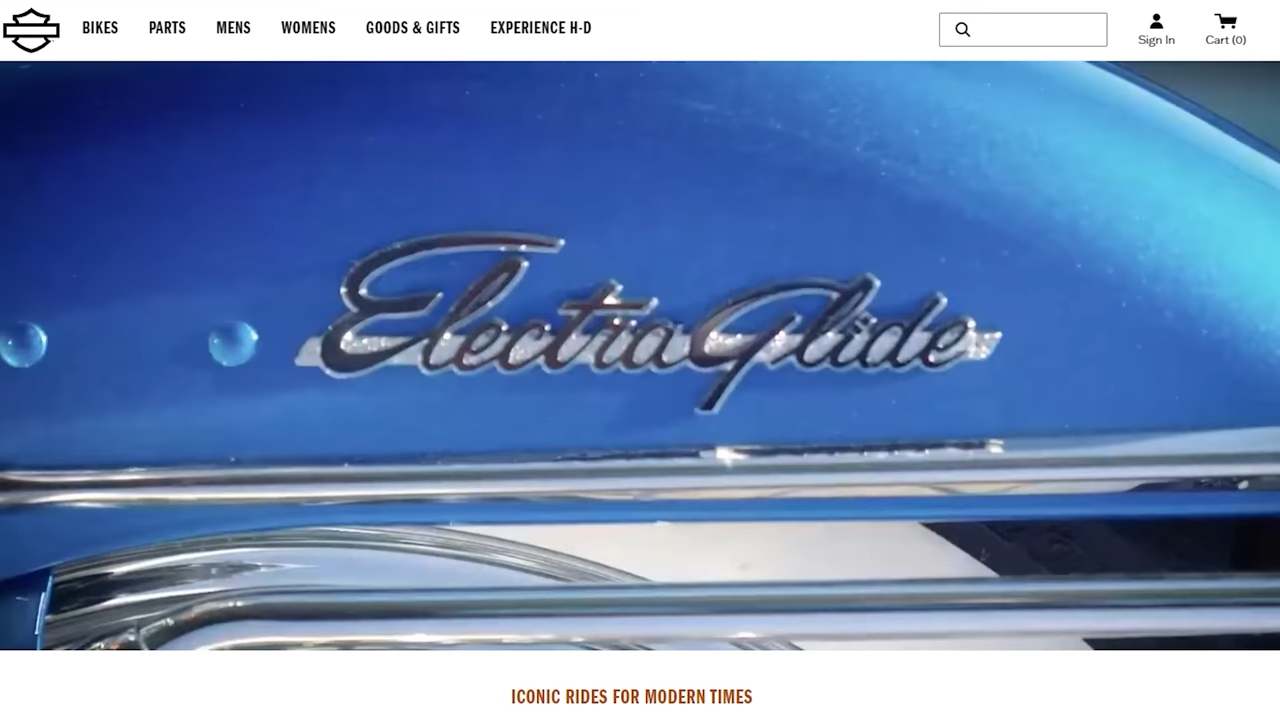 BIKES PARTS MENS WOMENS GOODS & GIFTS EXPERIENCE H-D
Sign In Cart (0)
Electra Glide
ICONIC RIDES FOR MODERN TIMES